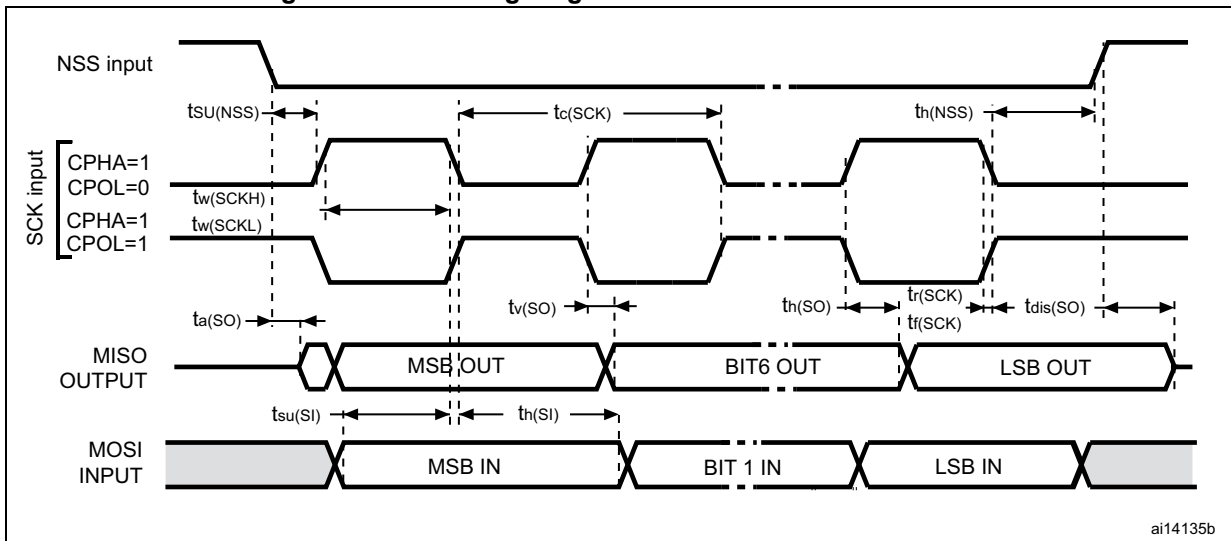 NSS input
tSU(NSS)
tc(SCK)
th(NSS)
SCK input
CPHA=1
CPOL=0
tw(SCKH)
CPHA=1
tw(SCKL)
CPOL=1
ta(SO)
tv(SO)
th(SO)
tr(SCK)
tf(SCK)
tdis(SO)
MISO
OUTPUT
MSB OUT
BIT6 OUT
LSB OUT
tsu(SI)
th(SI)
MOSI
INPUT
MSB IN
BIT 1 IN
LSB IN
ai14135b